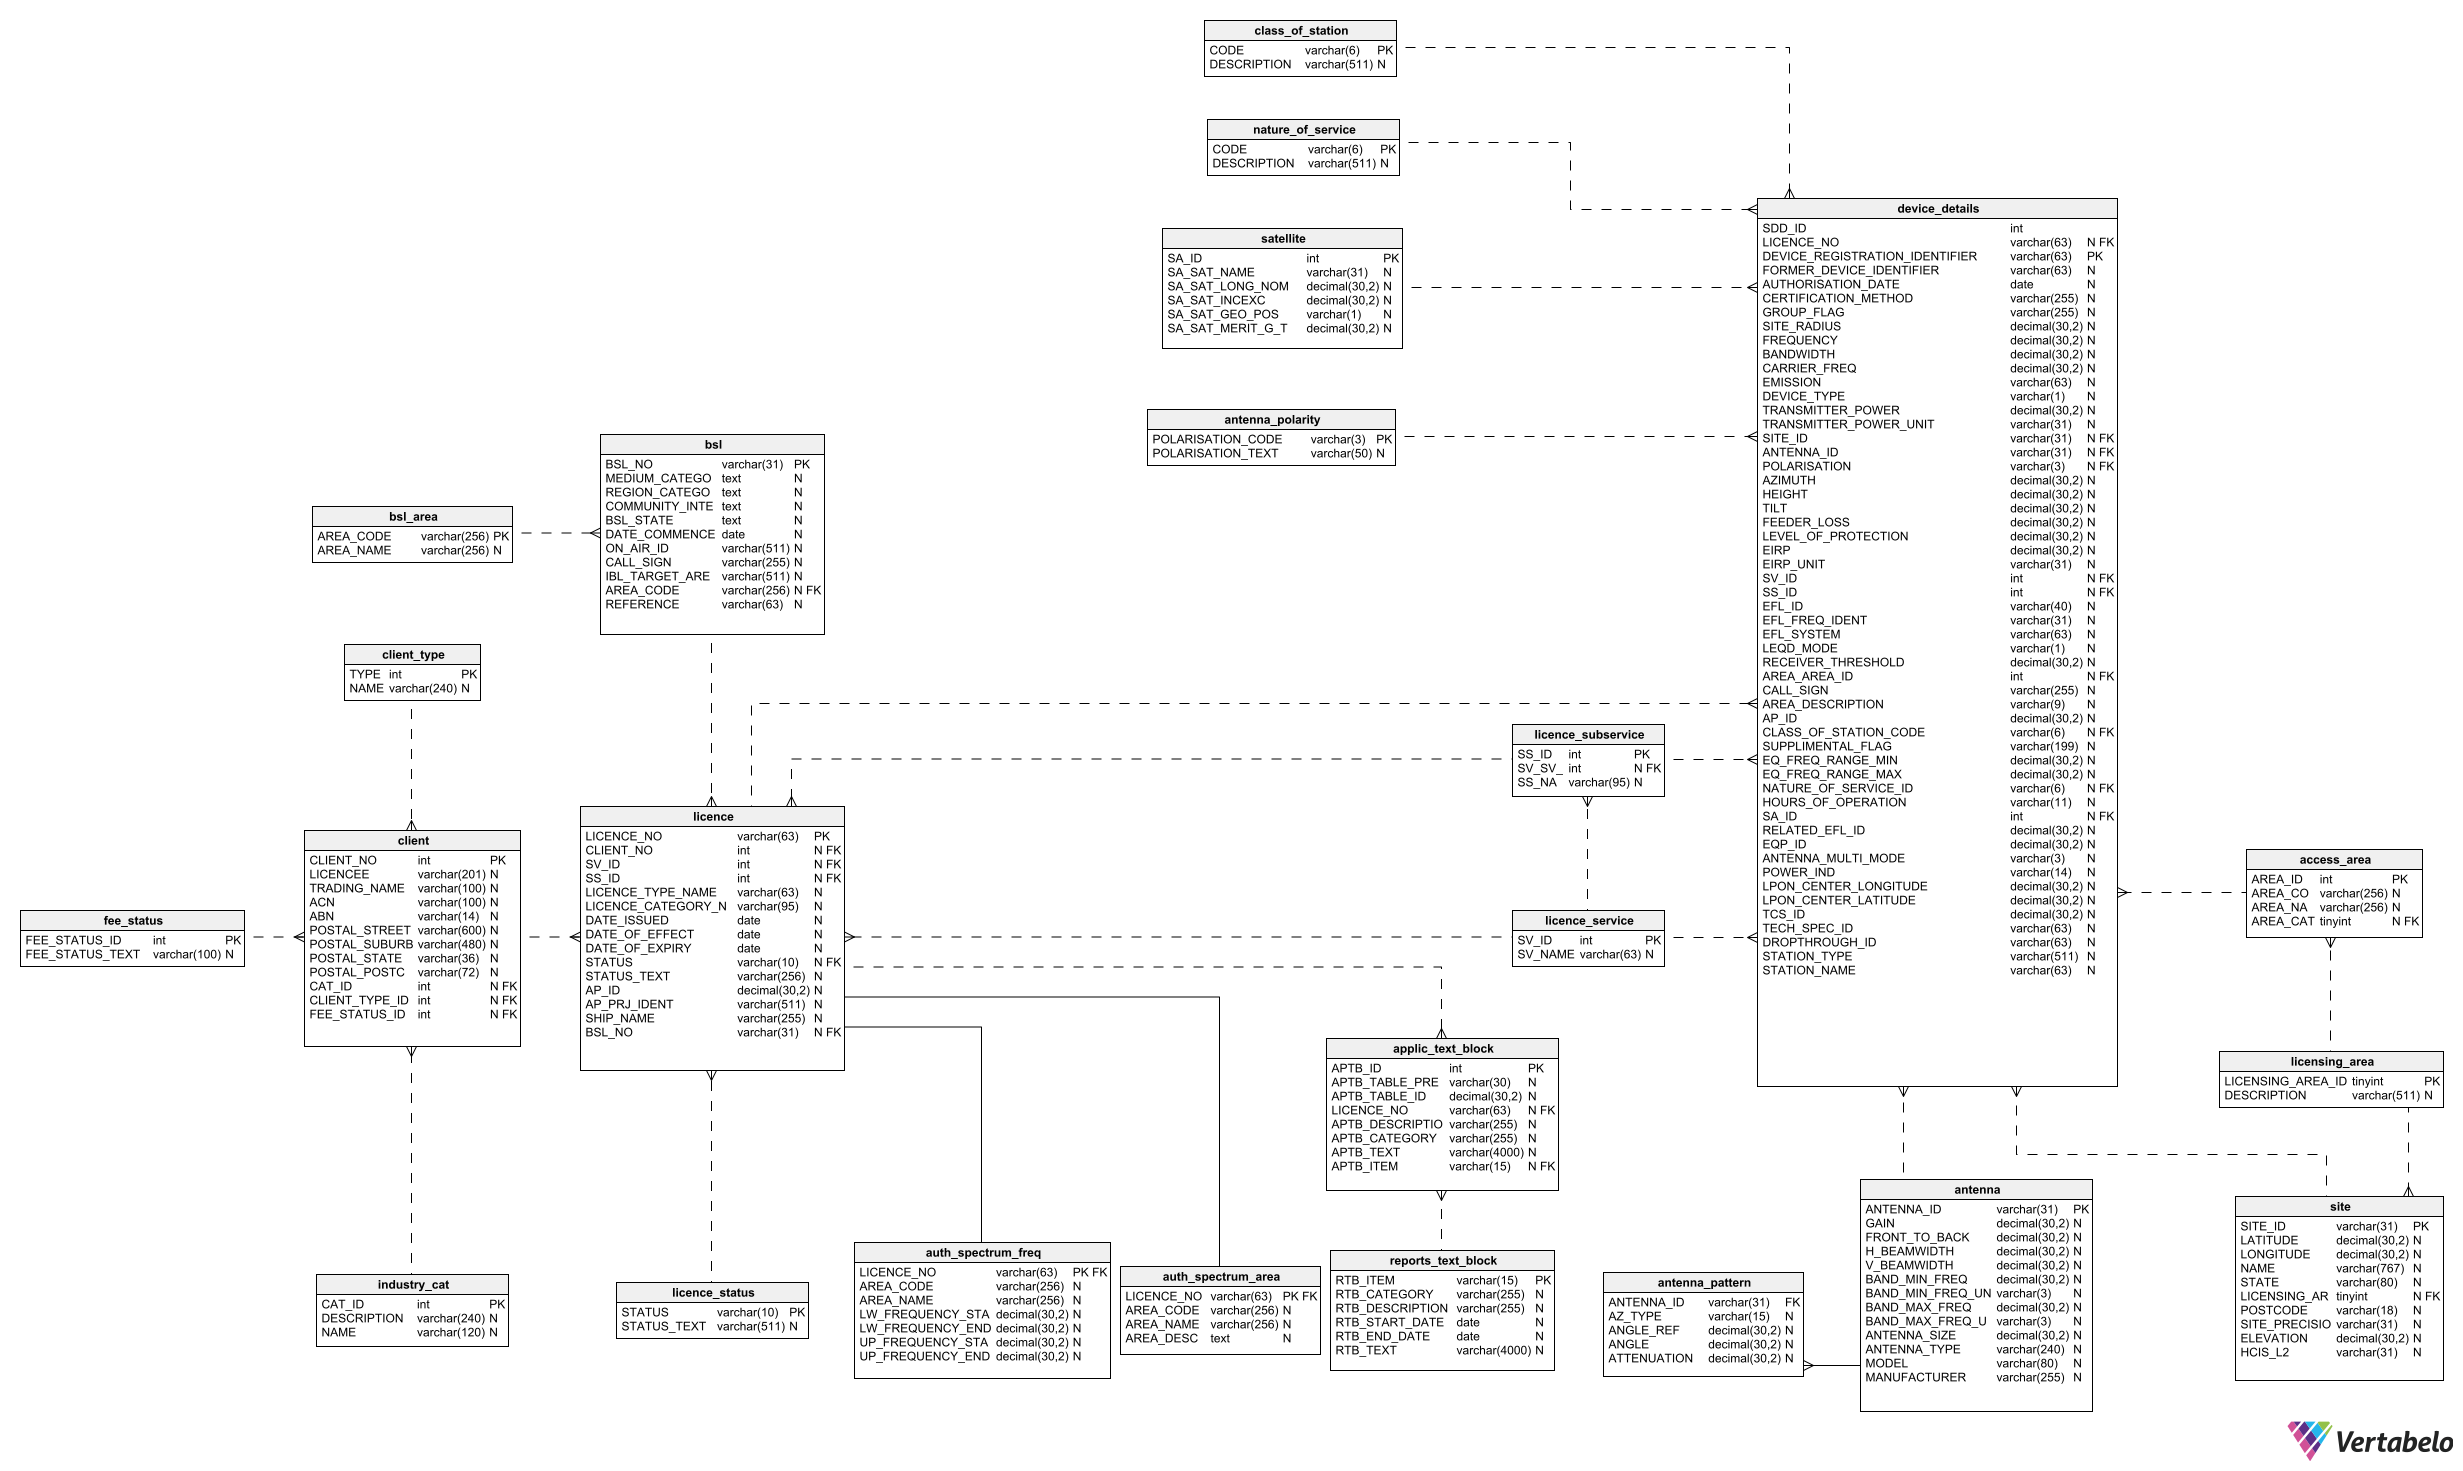 class_of_station
CODE varchar(6) PK
DESCRIPTION varchar(511) N
nature_of_service
CODE varchar(6) PK
DESCRIPTION varchar(511) N
satellite
SA_ID int PK
SA_SAT_NAME varchar(31) N
SA_SAT_LONG_NOM decimal(30,2) N
SA_SAT_INCEXC decimal(30,2) N
SA_SAT_GEO_POS varchar(1) N
SA_SAT_MERIT_G_T decimal(30,2) N
antenna_polarity
POLARISATION_CODE varchar(3) PK
POLARISATION_TEXT varchar(50) N
device_details
SDD_ID int
LICENCE_NO varchar(63) N FK
DEVICE_REGISTRATION_IDENTIFIER varchar(63) PK
FORMER_DEVICE_IDENTIFIER varchar(63) N
AUTHORISATION_DATE date N
CERTIFICATION_METHOD varchar(255) N
GROUP_FLAG varchar(255) N
SITE_RADIUS decimal(30,2) N
FREQUENCY decimal(30,2) N
BANDWIDTH decimal(30,2) N
CARRIER_FREQ decimal(30,2) N
EMISSION varchar(63) N
DEVICE_TYPE varchar(1) N
TRANSMITTER_POWER decimal(30,2) N
TRANSMITTER_POWER_UNIT varchar(31) N
SITE_ID varchar(31) N FK
ANTENNA_ID varchar(31) N FK
POLARISATION varchar(3) N FK
AZIMUTH decimal(30,2) N
HEIGHT decimal(30,2) N
TILT decimal(30,2) N
FEEDER_LOSS decimal(30,2) N
LEVEL_OF_PROTECTION decimal(30,2) N
EIRP decimal(30,2) N
EIRP_UNIT varchar(31) N
SV_ID int N FK
SS_ID int N FK
EFL_ID varchar(40) N
EFL_FREQ_IDENT varchar(31) N
EFL_SYSTEM varchar(63) N
LEQD_MODE varchar(1) N
RECEIVER_THRESHOLD decimal(30,2) N
AREA_AREA_ID int N FK
CALL_SIGN varchar(255) N
AREA_DESCRIPTION varchar(9) N
AP_ID decimal(30,2) N
CLASS_OF_STATION_CODE varchar(6) N FK
SUPPLIMENTAL_FLAG varchar(199) N
EQ_FREQ_RANGE_MIN decimal(30,2) N
EQ_FREQ_RANGE_MAX decimal(30,2) N
NATURE_OF_SERVICE_ID varchar(6) N FK
HOURS_OF_OPERATION varchar(11) N
SA_ID int N FK
RELATED_EFL_ID decimal(30,2) N
EQP_ID decimal(30,2) N
ANTENNA_MULTI_MODE varchar(3) N
POWER_IND varchar(14) N
LPON_CENTER_LONGITUDE decimal(30,2) N
LPON_CENTER_LATITUDE decimal(30,2) N
TCS_ID decimal(30,2) N
TECH_SPEC_ID varchar(63) N
DROPTHROUGH_ID varchar(63) N
STATION_TYPE varchar(511) N
STATION_NAME varchar(63) N
bsl
BSL_NO varchar(31) PK
MEDIUM_CATEGO text N
REGION_CATEGO text N
COMMUNITY_INTE text N
BSL_STATE text N
DATE_COMMENCE date N
ON_AIR_ID varchar(511) N
CALL_SIGN varchar(255) N
IBL_TARGET_ARE varchar(511) N
AREA_CODE varchar(256) N FK
REFERENCE varchar(63) N
bsl_area
AREA_CODE varchar(256) PK
AREA_NAME varchar(256) N
client_type
TYPE int PK
NAME varchar(240) N
client
CLIENT_NO int PK
LICENCEE varchar(201) N
TRADING_NAME varchar(100) N
ACN varchar(100) N
ABN varchar(14) N
POSTAL_STREET varchar(600) N
POSTAL_SUBURB varchar(480) N
POSTAL_STATE varchar(36) N
POSTAL_POSTC varchar(72) N
CAT_ID int N FK
CLIENT_TYPE_ID int N FK
FEE_STATUS_ID int N FK
fee_status
FEE_STATUS_ID int PK
FEE_STATUS_TEXT varchar(100) N
licence
LICENCE_NO varchar(63) PK
CLIENT_NO int N FK
SV_ID int N FK
SS_ID int N FK
LICENCE_TYPE_NAME varchar(63) N
LICENCE_CATEGORY_N varchar(95) N
DATE_ISSUED date N
DATE_OF_EFFECT date N
DATE_OF_EXPIRY date N
STATUS varchar(10) N FK
STATUS_TEXT varchar(256) N
AP_ID decimal(30,2) N
AP_PRJ_IDENT varchar(511) N
SHIP_NAME varchar(255) N
BSL_NO varchar(31) N FK
licence_subservice
SS_ID int PK
SV_SV_ int N FK
SS_NA varchar(95) N
licence_service
SV_ID int PK
SV_NAME varchar(63) N
access_area
AREA_ID int PK
AREA_CO varchar(256) N
AREA_NA varchar(256) N
AREA_CAT tinyint N FK
licensing_area
LICENSING_AREA_ID tinyint PK
DESCRIPTION varchar(511) N
applic_text_block
APTB_ID int PK
APTB_TABLE_PRE varchar(30) N
APTB_TABLE_ID decimal(30,2) N
LICENCE_NO varchar(63) N FK
APTB_DESCRIPTIO varchar(255) N
APTB_CATEGORY varchar(255) N
APTB_TEXT varchar(4000) N
APTB_ITEM varchar(15) N FK
industry_cat
CAT_ID int PK
DESCRIPTION varchar(240) N
NAME varchar(120) N
licence_status
STATUS varchar(10) PK
STATUS_TEXT varchar(511) N
auth_spectrum_freq
LICENCE_NO varchar(63) PK FK
AREA_CODE varchar(256) N
AREA_NAME varchar(256) N
LW_FREQUENCY_STA decimal(30,2) N
LW_FREQUENCY_END decimal(30,2) N
UP_FREQUENCY_STA decimal(30,2) N
UP_FREQUENCY_END decimal(30,2) N
auth_spectrum_area
LICENCE_NO varchar(63) PK FK
AREA_CODE varchar(256) N
AREA_NAME varchar(256) N
AREA_DESC text N
reports_text_block
RTB_ITEM varchar(15) PK
RTB_CATEGORY varchar(255) N
RTB_DESCRIPTION varchar(255) N
RTB_START_DATE date N
RTB_END_DATE date N
RTB_TEXT varchar(4000) N
antenna_pattern
ANTENNA_ID varchar(31) FK
AZ_TYPE varchar(15) N
ANGLE_REF decimal(30,2) N
ANGLE decimal(30,2) N
ATTENUATION decimal(30,2) N
antenna
ANTENNA_ID varchar(31) PK
GAIN decimal(30,2) N
FRONT_TO_BACK decimal(30,2) N
H_BEAMWIDTH decimal(30,2) N
V_BEAMWIDTH decimal(30,2) N
BAND_MIN_FREQ decimal(30,2) N
BAND_MIN_FREQ_UN varchar(3) N
BAND_MAX_FREQ decimal(30,2) N
BAND_MAX_FREQ_U varchar(3) N
ANTENNA_SIZE decimal(30,2) N
ANTENNA_TYPE varchar(240) N
MODEL varchar(80) N
MANUFACTURER varchar(255) N
site
SITE_ID varchar(31) PK
LATITUDE decimal(30,2) N
LONGITUDE decimal(30,2) N
NAME varchar(767) N
STATE varchar(80) N
LICENSING_AR tinyint N FK
POSTCODE varchar(18) N
SITE_PRECISIO varchar(31) N
ELEVATION decimal(30,2) N
HCIS_L2 varchar(31) N
Vertabelo